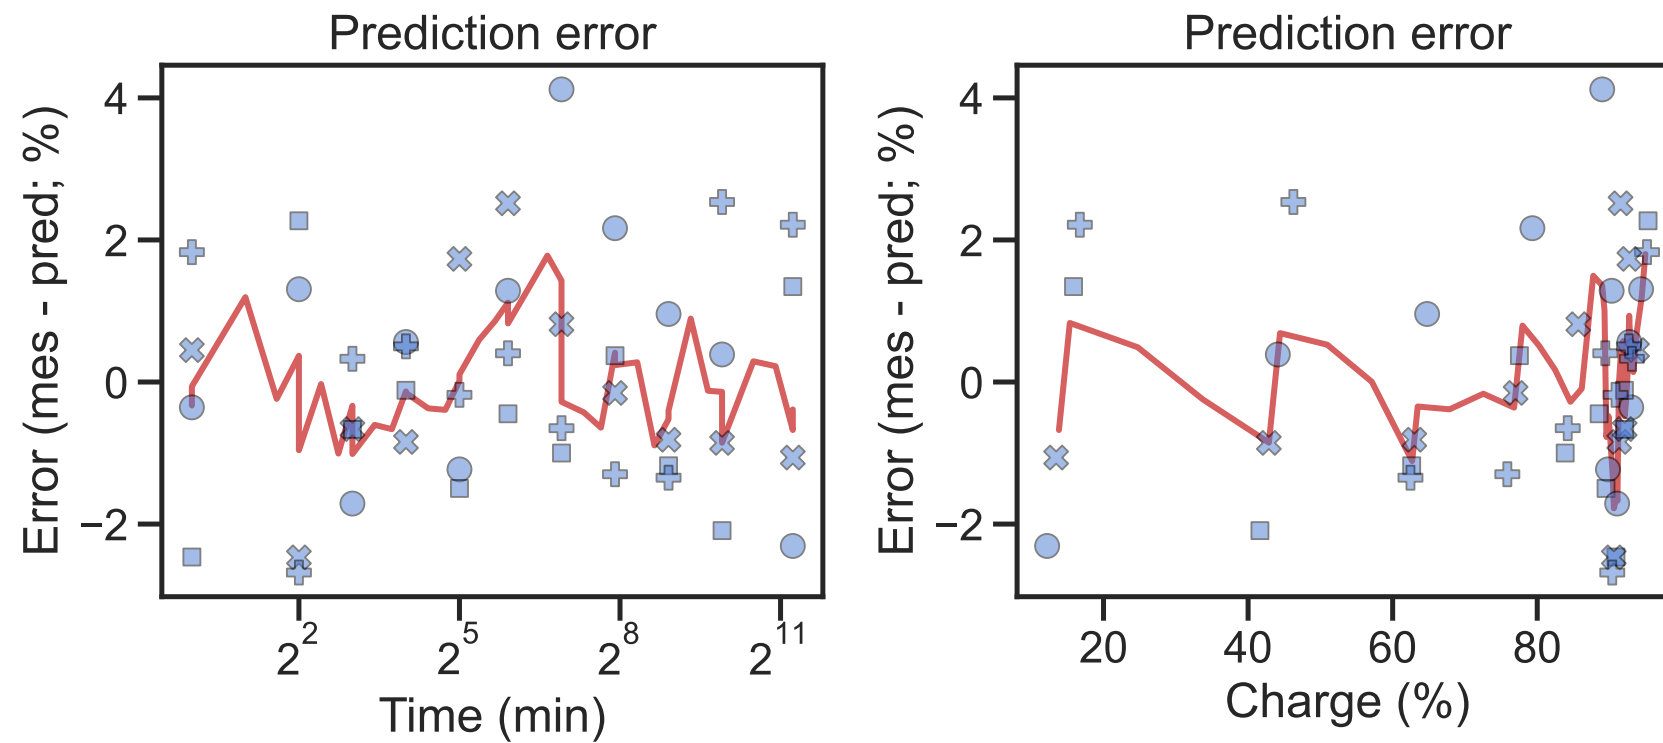 Prediction error
Error (mes - pred; %)
4
2
0
−2
2^2
2^5
2^8
2^11
Time (min)
Prediction error
Error (mes - pred; %)
4
2
0
−2
20
40
60
80
Charge (%)